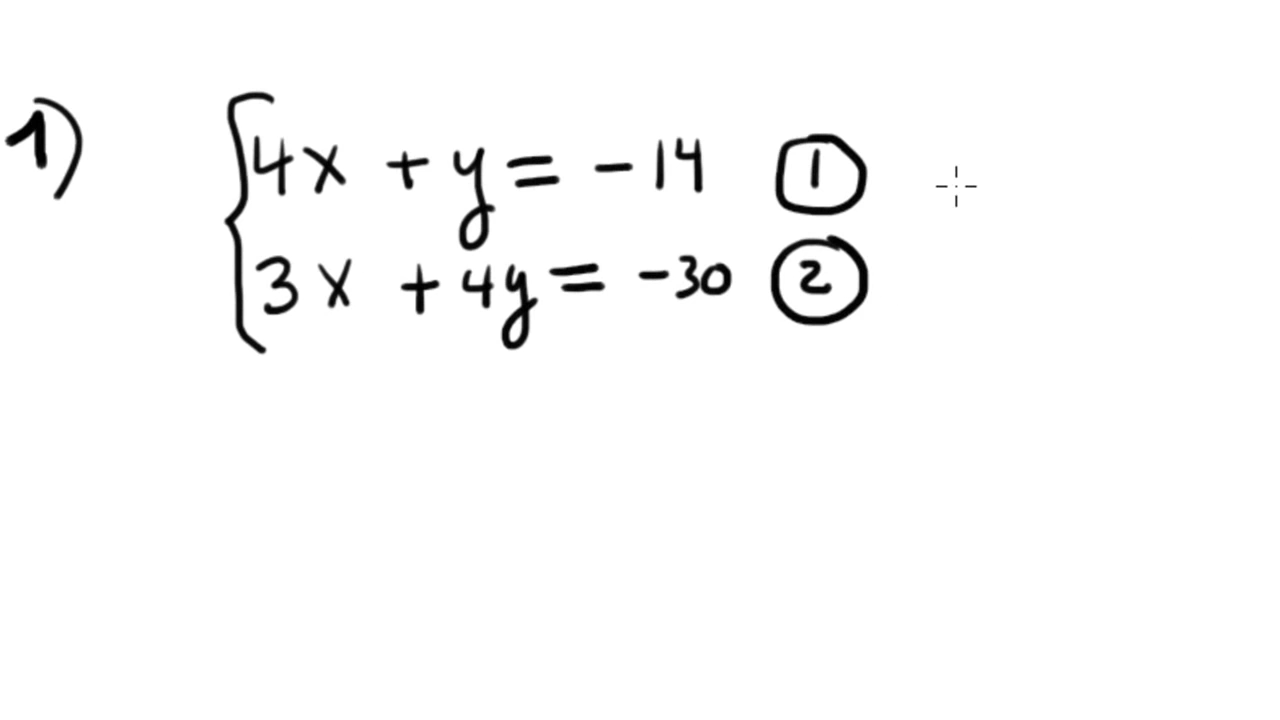 1) 4x + y = -14 ①
3x + 4y = -30 ②